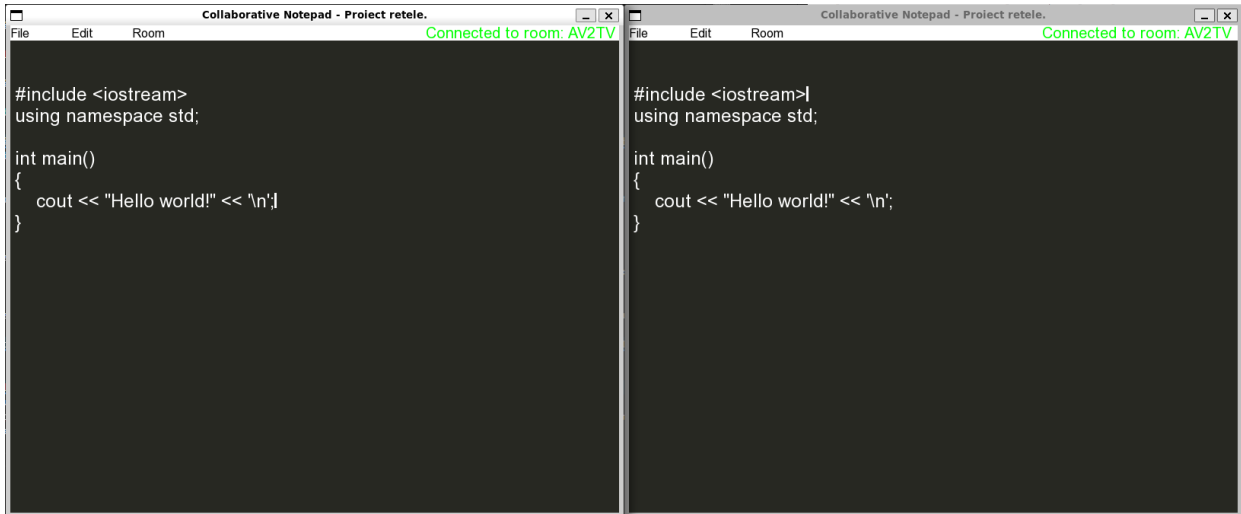 Collaborative Notepad - Proiect retele.
File Edit Room Connected to room: AV2TV
#include <iostream>
using namespace std;
int main()
{
    cout << "Hello world!" << '\n';
}
Collaborative Notepad - Proiect retele.
File Edit Room Connected to room: AV2TV
#include <iostream>
using namespace std;
int main()
{
    cout << "Hello world!" << '\n';
}